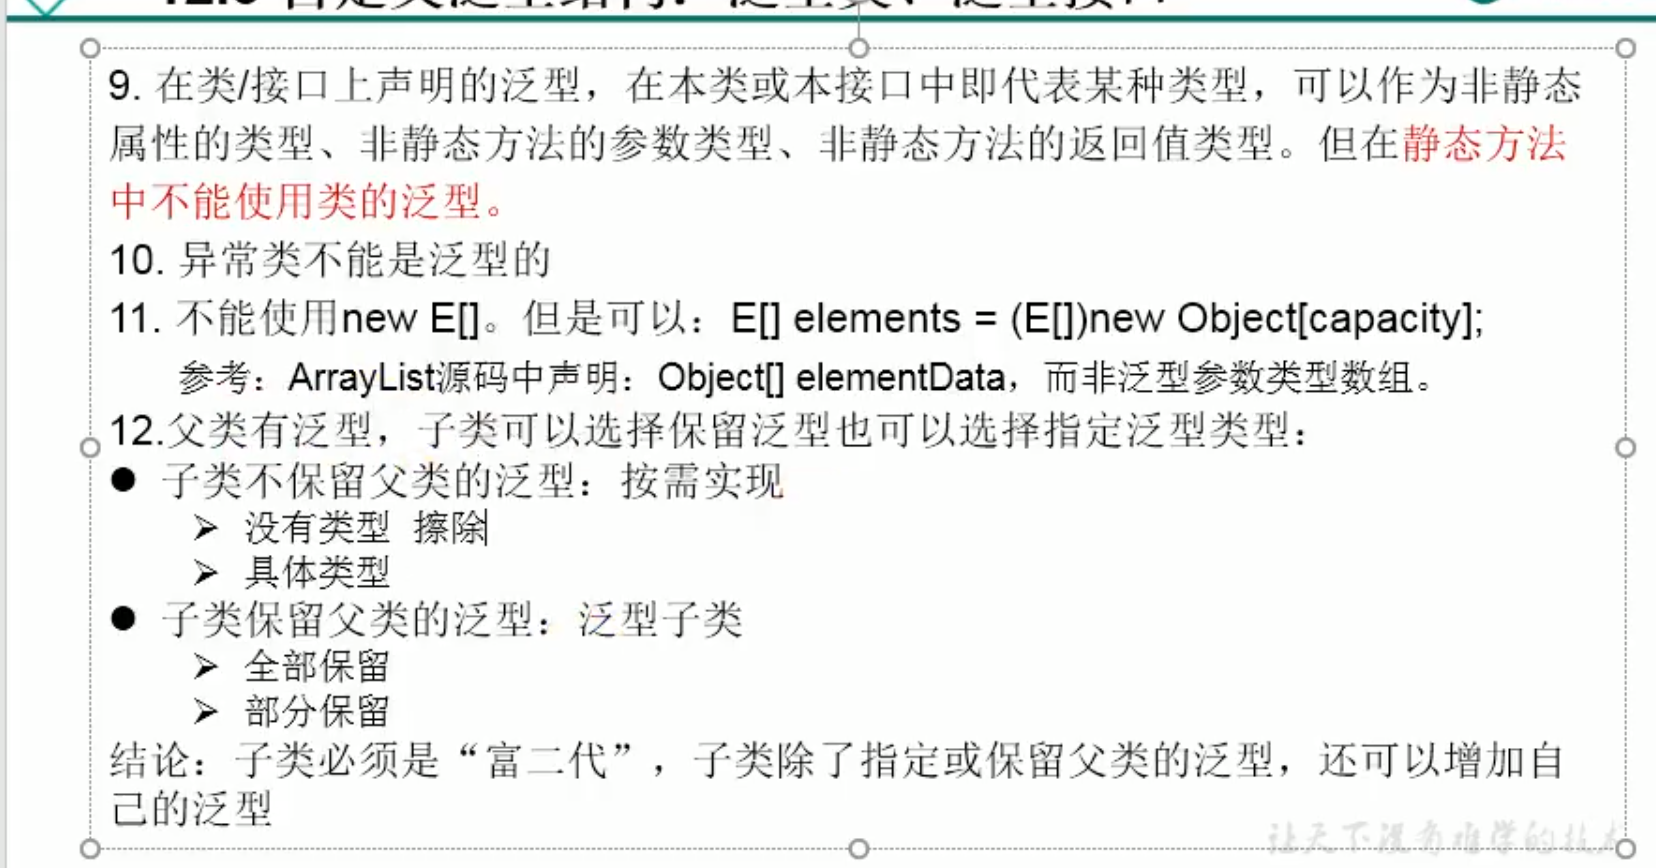 9. 在类/接口上声明的泛型，在本类或本接口中即代表某种类型，可以作为非静态
属性的类型、非静态方法的参数类型、非静态方法的返回值类型。但在静态方法
中不能使用类的泛型。
10. 异常类不能是泛型的
11. 不能使用new E[]。但是可以：E[] elements = (E[])new Object[capacity];
参考：ArrayList源码中声明：Object[] elementData，而非泛型参数类型数组。
12.父类有泛型，子类可以选择保留泛型也可以选择指定泛型类型：
● 子类不保留父类的泛型：按需实现
➢ 没有类型 擦除
➢ 具体类型
● 子类保留父类的泛型：泛型子类
➢ 全部保留
➢ 部分保留
结论：子类必须是“富二代”，子类除了指定或保留父类的泛型，还可以增加自
己的泛型
让天下没有难学的技术